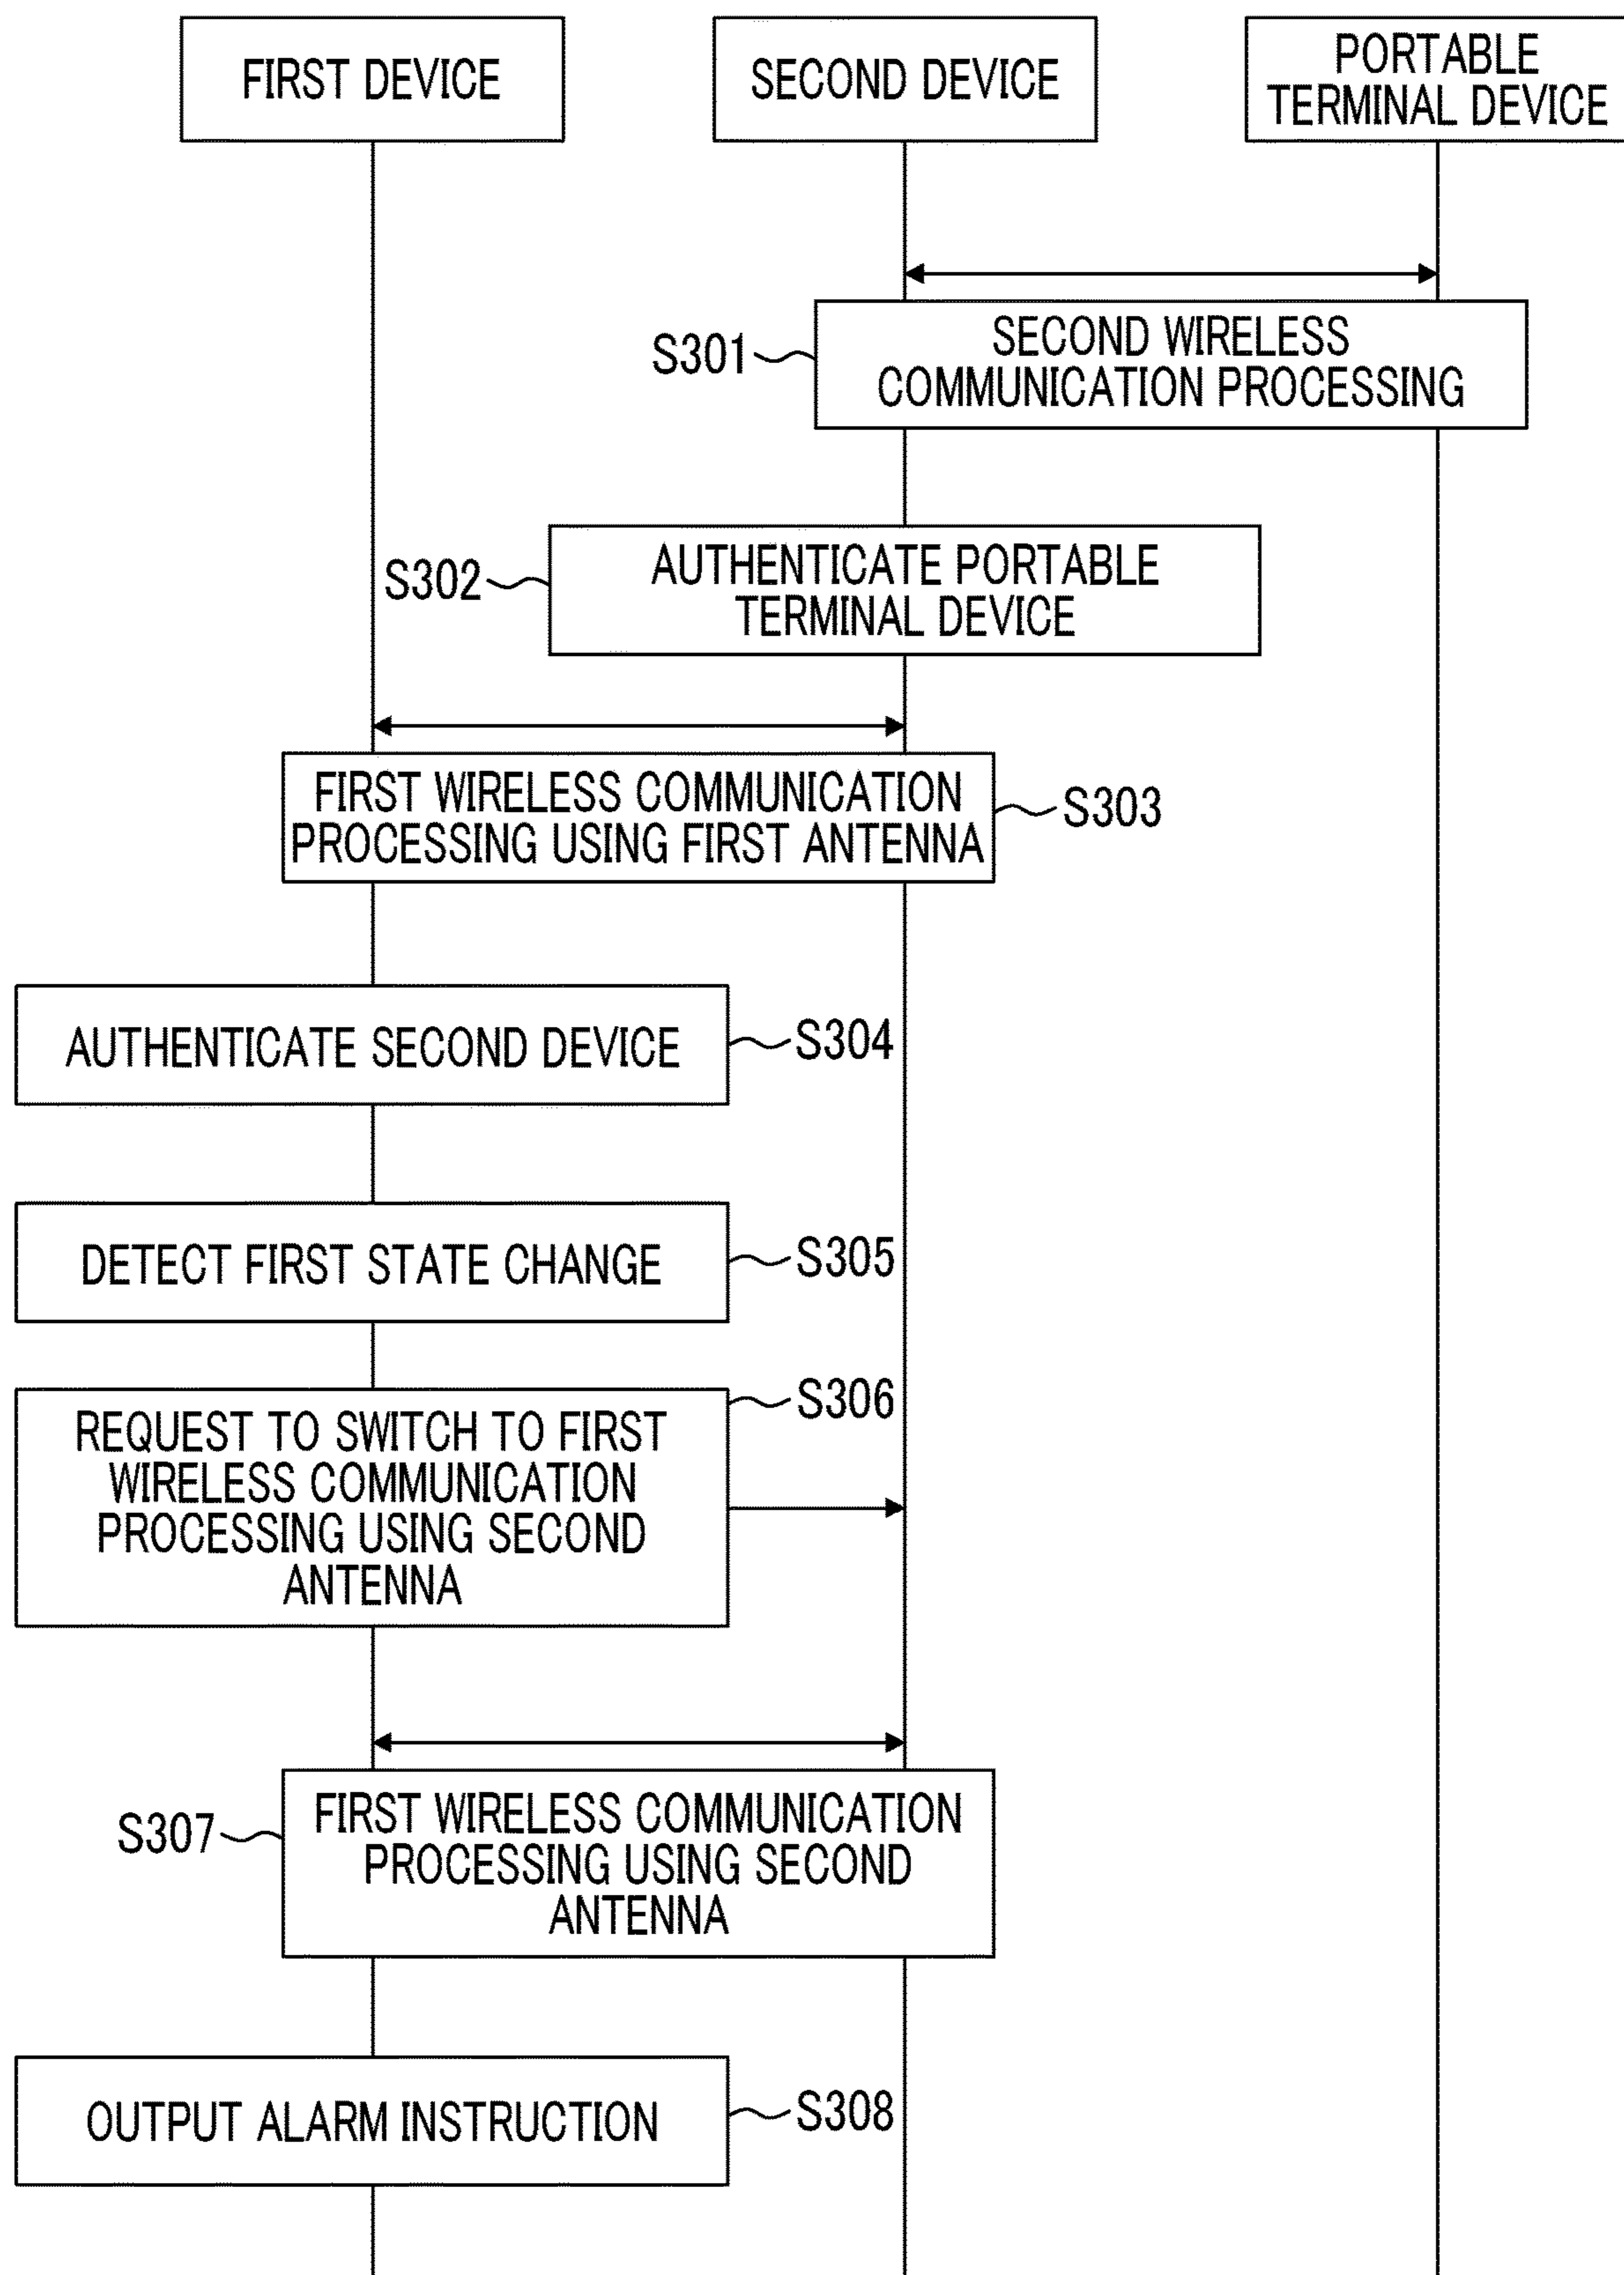 FIRST DEVICE
SECOND DEVICE
PORTABLE
TERMINAL DEVICE
S301
SECOND WIRELESS
COMMUNICATION PROCESSING
S302
AUTHENTICATE PORTABLE
TERMINAL DEVICE
FIRST WIRELESS COMMUNICATION
PROCESSING USING FIRST ANTENNA
S303
AUTHENTICATE SECOND DEVICE
S304
DETECT FIRST STATE CHANGE
S305
S306
REQUEST TO SWITCH TO FIRST
WIRELESS COMMUNICATION
PROCESSING USING SECOND
ANTENNA
S307
FIRST WIRELESS COMMUNICATION
PROCESSING USING SECOND
ANTENNA
OUTPUT ALARM INSTRUCTION
S308